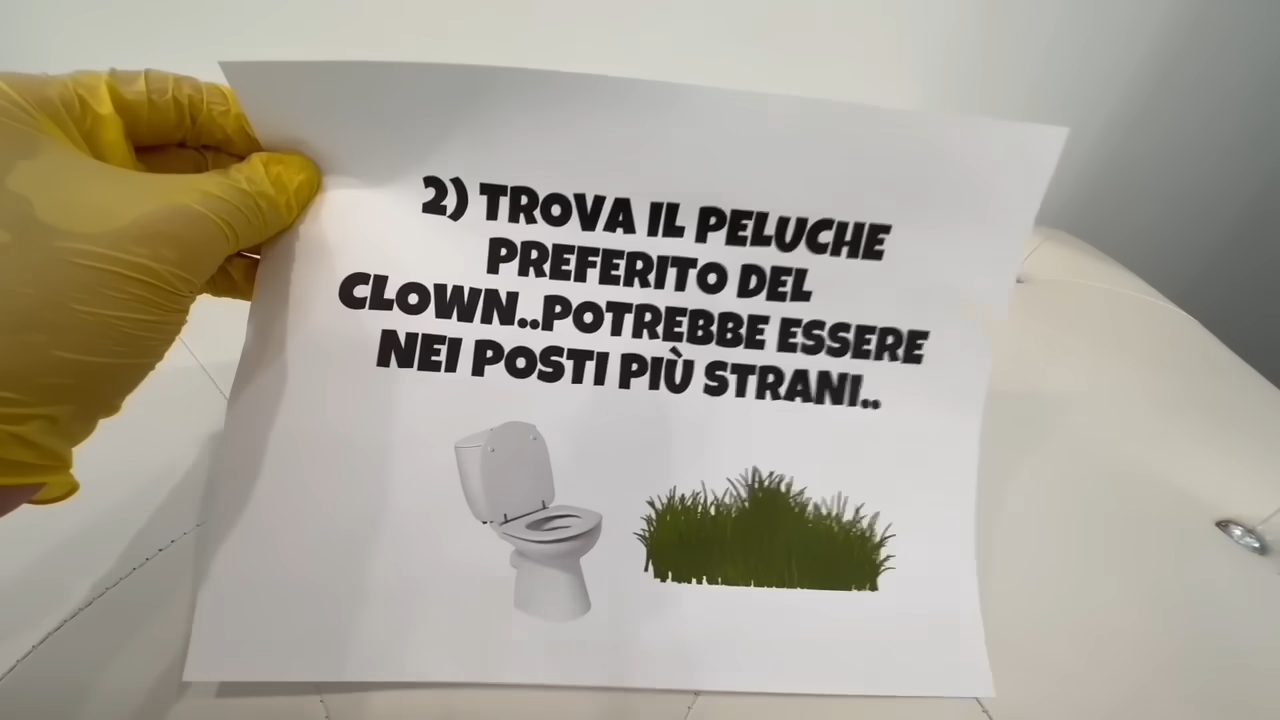 2) TROVA IL PELUCHE
PREFERITO DEL
CLOWN..POTREBBE ESSERE
NEI POSTI PIÙ STRANI..